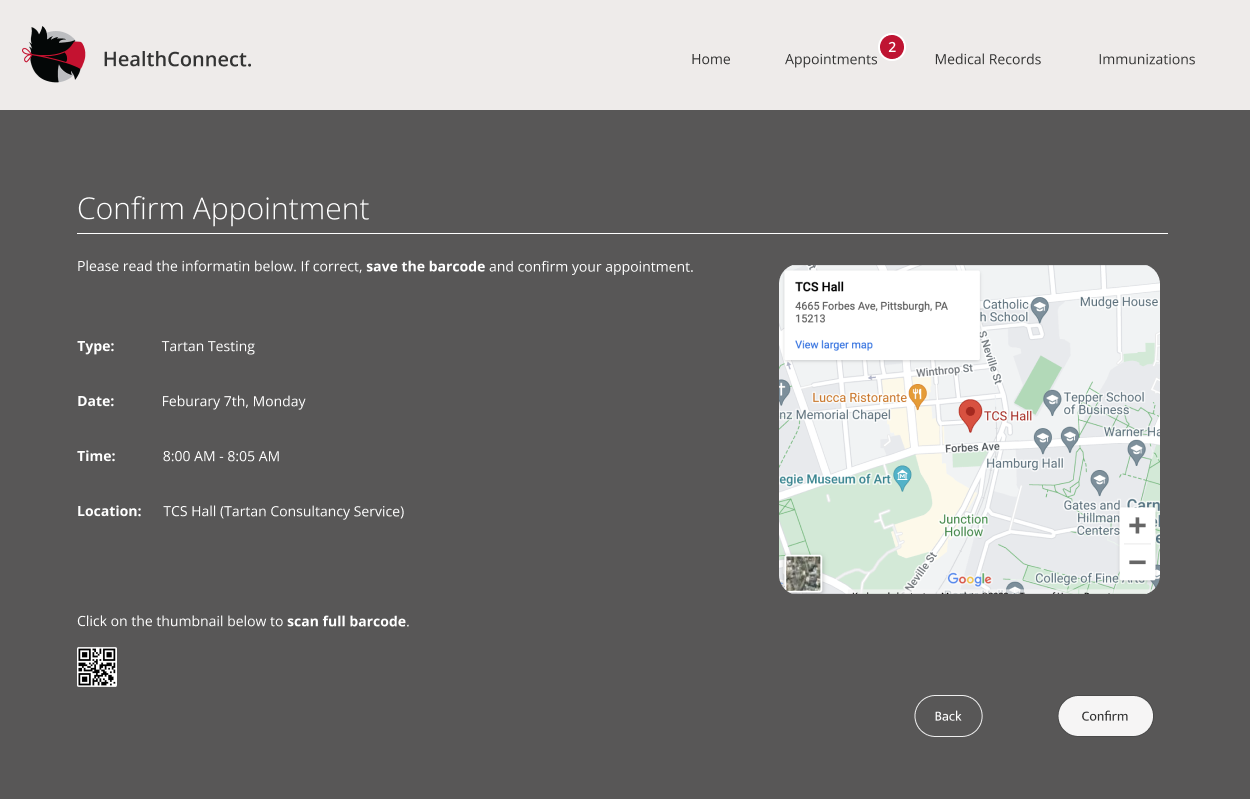 HealthConnect.
Home
Appointments
2
Medical Records
Immunizations
Confirm Appointment
Please read the informatin below. If correct, save the barcode and confirm your appointment.
Type: Tartan Testing
Date: Feburary 7th, Monday
Time: 8:00 AM - 8:05 AM
Location: TCS Hall (Tartan Consultancy Service)
Click on the thumbnail below to scan full barcode.
TCS Hall
4665 Forbes Ave, Pittsburgh, PA
15213
View larger map
Catholic
h School
Mudge House
S Neville St
Winthrop St
Lucca Ristorante
nz Memorial Chapel
TCS Hall
Tepper School
of Business
Warner Ha
Forbes Ave
Hamburg Hall
egie Museum of Art
Gates and
Hillman
Centers
Carn
Junction
Hollow
Neville St
Google
College of Fine Arts
Back
Confirm